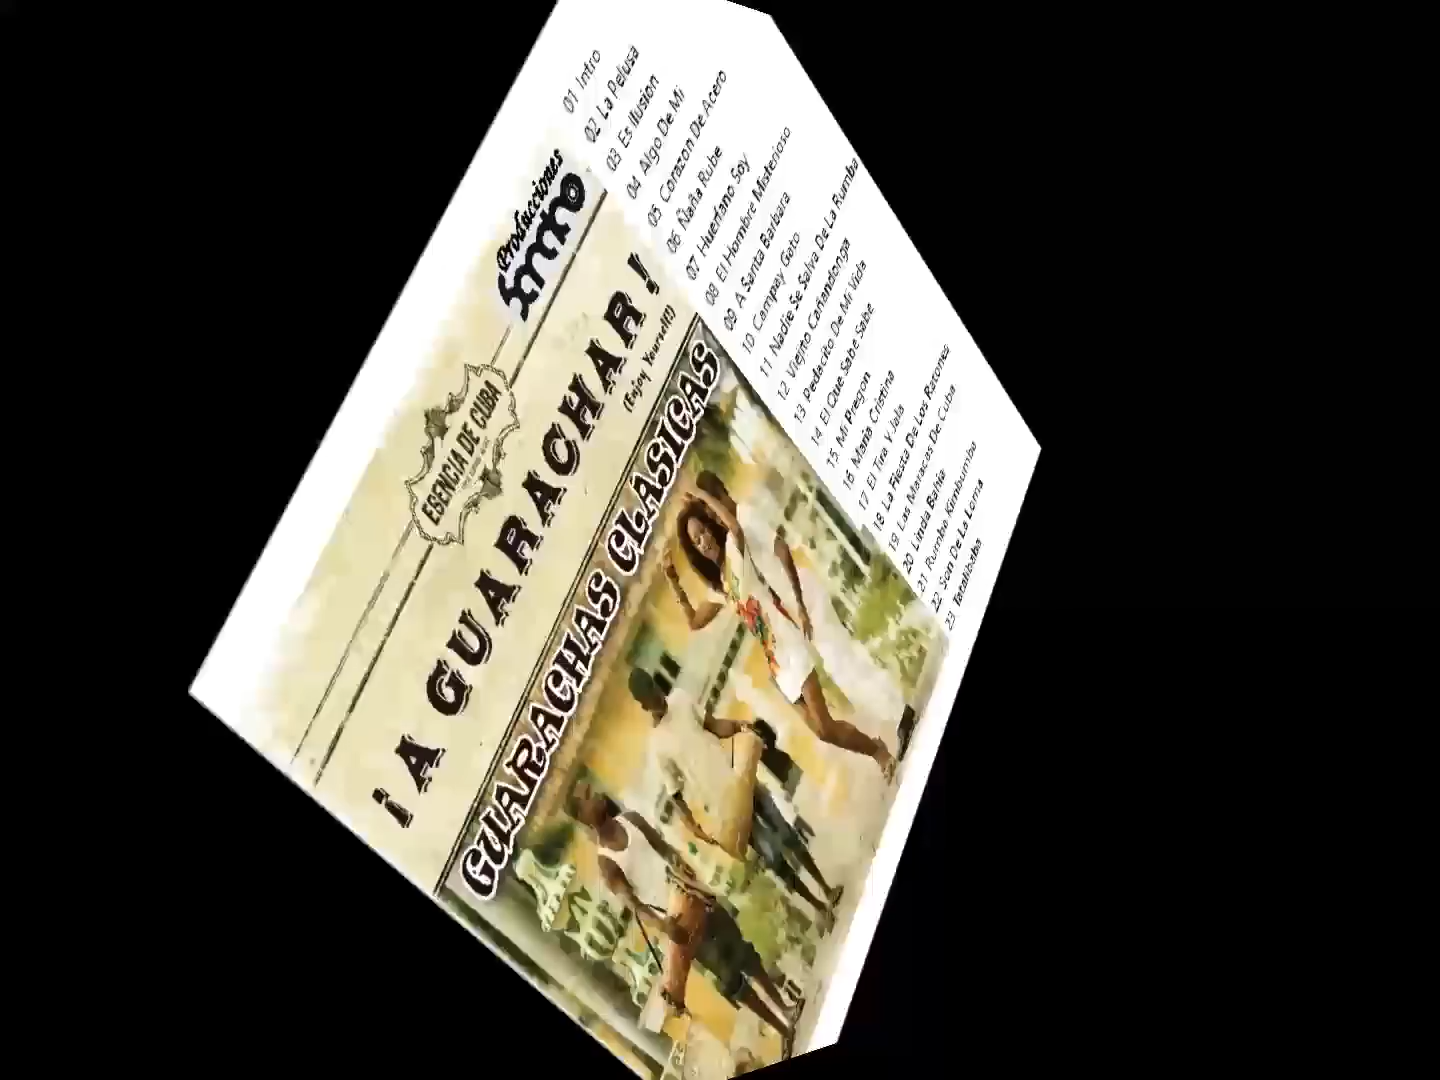 Producciones
ESENCIA DE CUBA
¡A GUARACHAR!
(Enjoy Yourself!)
GUARACHAS CLASICAS
01 Intro
02 La Pelusa
03 Es Ilusion
04 Algo De Mi
05 Corazon De Acero
06 Ñaña Rube
07 Huerfano Soy
08 El Hombre Misterioso
09 A Santa Barbara
10 Campay Gato
11 Nadie Se Salva De La Rumba
12 Viejito Cañandonga
13 Pedacito De Mi Vida
14 El Que Sabe Sabe
15 Mi Pregon
16 Maria Cristina
17 El Tira Y Jala
18 La Fiesta De Los Ratones
19 Las Maracas De Cuba
20 Linda Bahia
21 Rumba Kimbumba
22 Son De La Loma
23 Tatalibaba